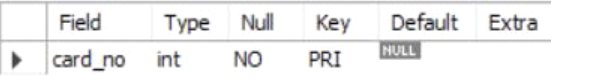 Field Type Null Key Default Extra
card_no int NO PRI NULL